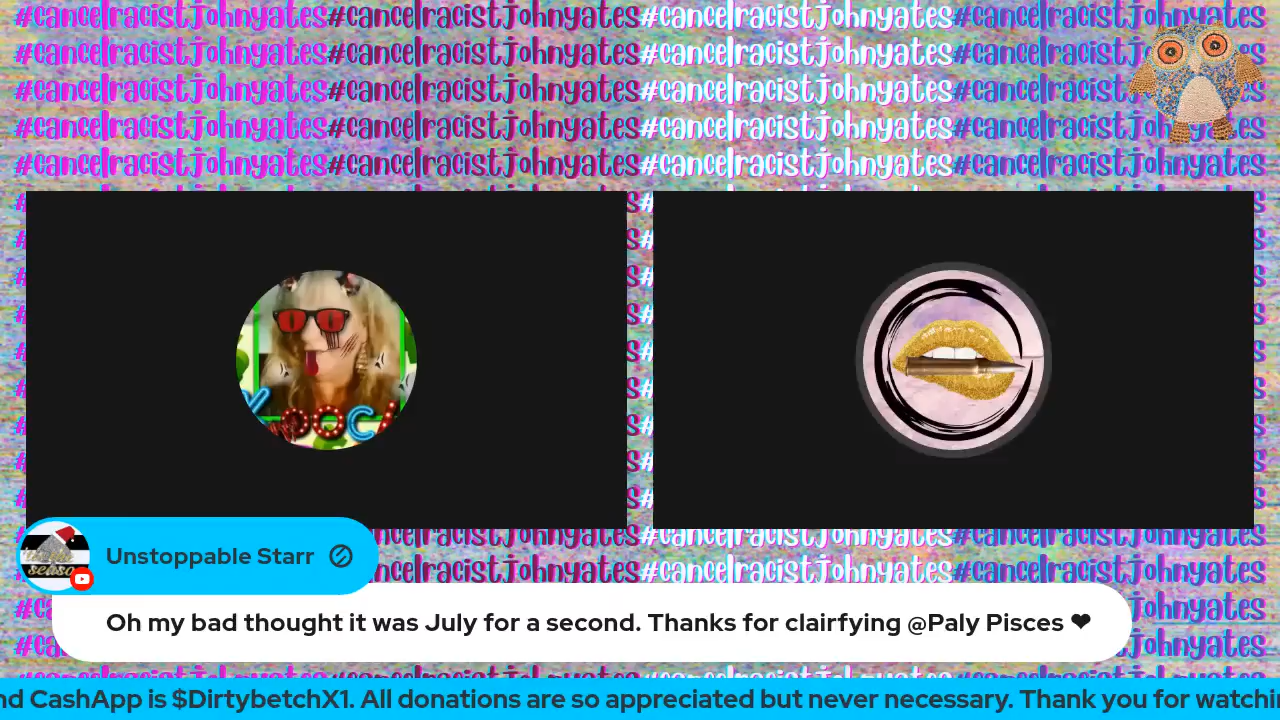 #cancelracistjohnyates#cancelracistjohnyates#cancelracistjohnyates#cancelracistjohnyates
#cancelracistjohnyates#cancelracistjohnyates#cancelracistjohnyates#cancelracistjohnyates
#cancelracistjohnyates#cancelracistjohnyates#cancelracistjohnyates#cancelracistjohnyates
#cancelracistjohnyates#cancelracistjohnyates#cancelracistjohnyates#cancelracistjohnyates
#cancelracistjohnyates#cancelracistjohnyates#cancelracistjohnyates#cancelracistjohnyates
Unstoppable Starr
Oh my bad thought it was July for a second. Thanks for clairfying @Paly Pisces ❤
CashApp is $DirtybetchX1. All donations are so appreciated but never necessary. Thank you for